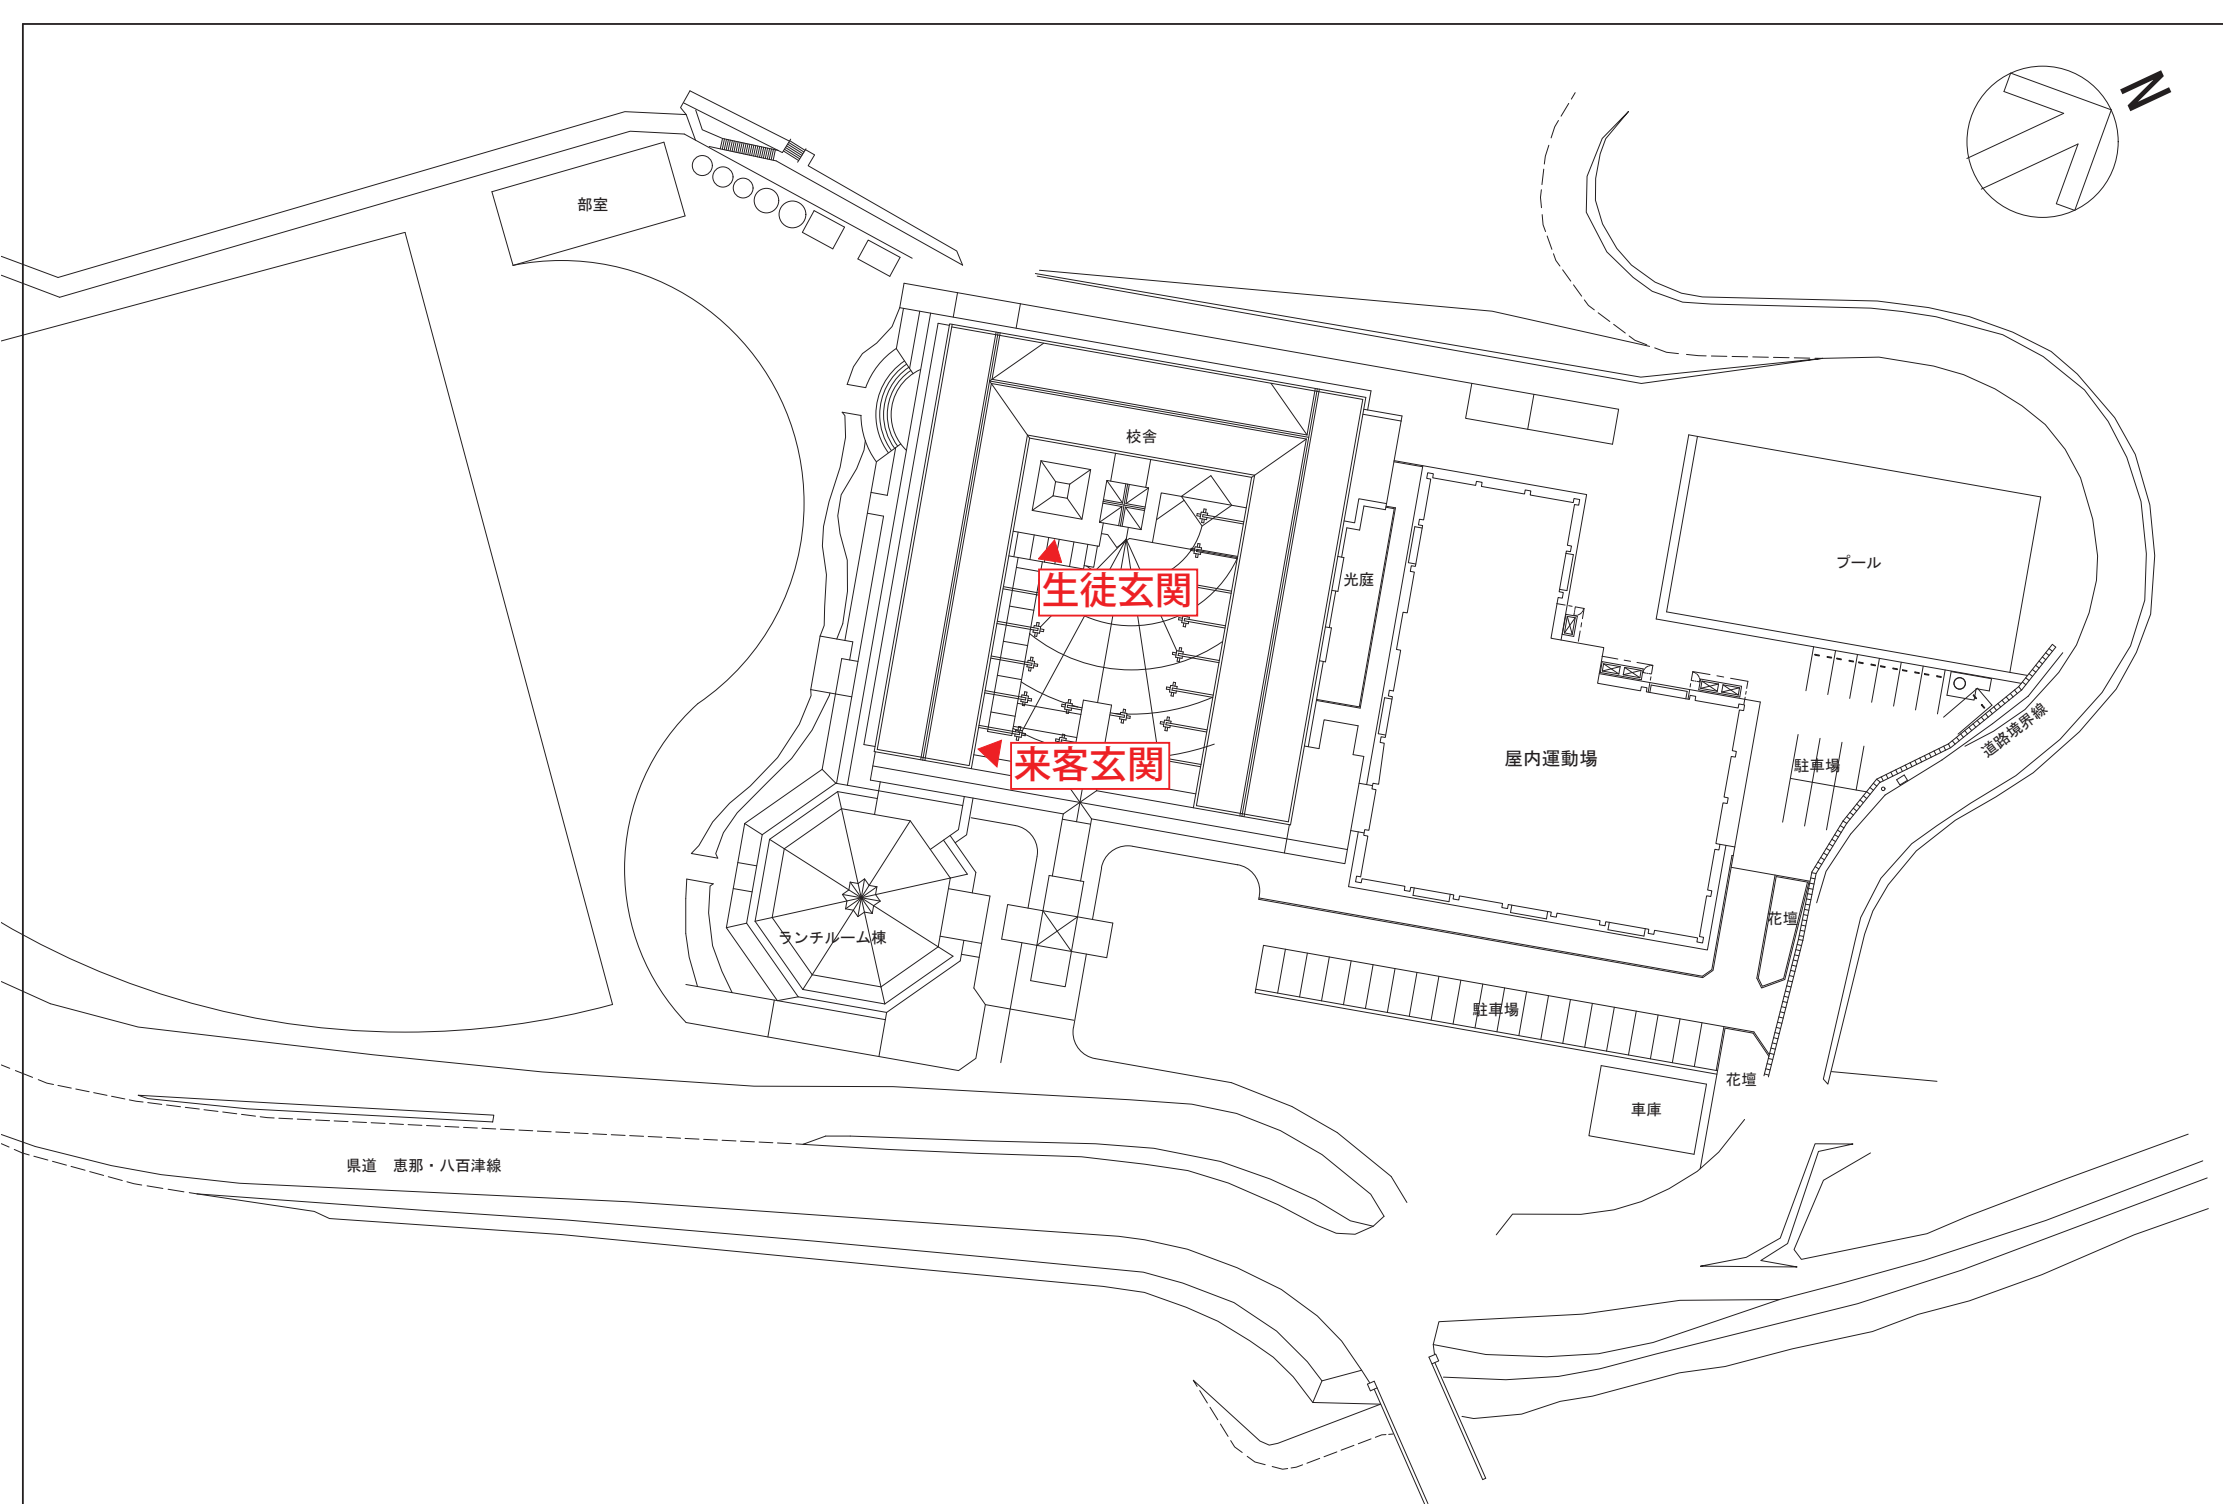 N
部室
校舎
生徒玄関
光庭
プール
道路境界線
来客玄関
屋内運動場
駐車場
花壇
ランチルーム棟
駐車場
花壇
車庫
県道 恵那・八百津線